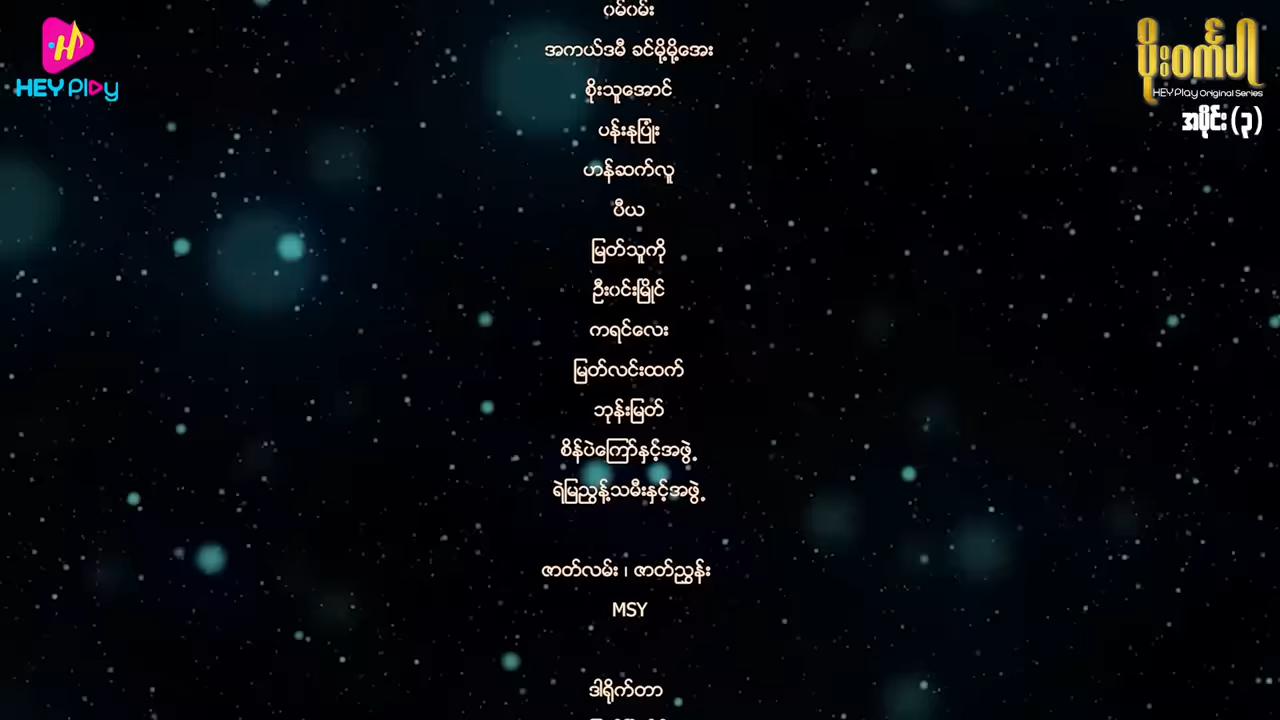 HEY Play
ဝမ်ဝမ်း
အကယ်ဒမီ ခင်မို့မို့အေး
စိုးသူအောင်
ပန်းနုပြုံး
ဟန်ဆက်လူ
ပီယ
မြတ်သူကို
ဦးဝင်းမြိုင်
ကရင်လေး
မြတ်လင်းထက်
ဘုန်းမြတ်
စိန်ပဲကြော်နှင့်အဖွဲ့
ရဲမြညွန့်သမီးနှင့်အဖွဲ့
ဇာတ်လမ်း ၊ ဇာတ်ညွှန်း
MSY
ဒါရိုက်တာ
ပိုးဝက်ပါ
HEY Play Original Series
အပိုင်း (၃)